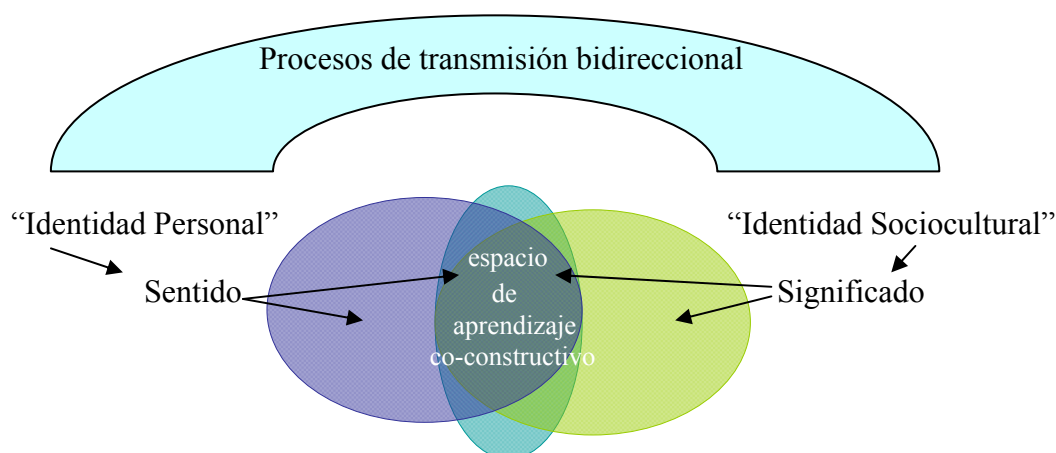 Procesos de transmisión bidireccional
“Identidad Personal”
“Identidad Sociocultural”
Sentido
espacio
de
aprendizaje
co-constructivo
Significado